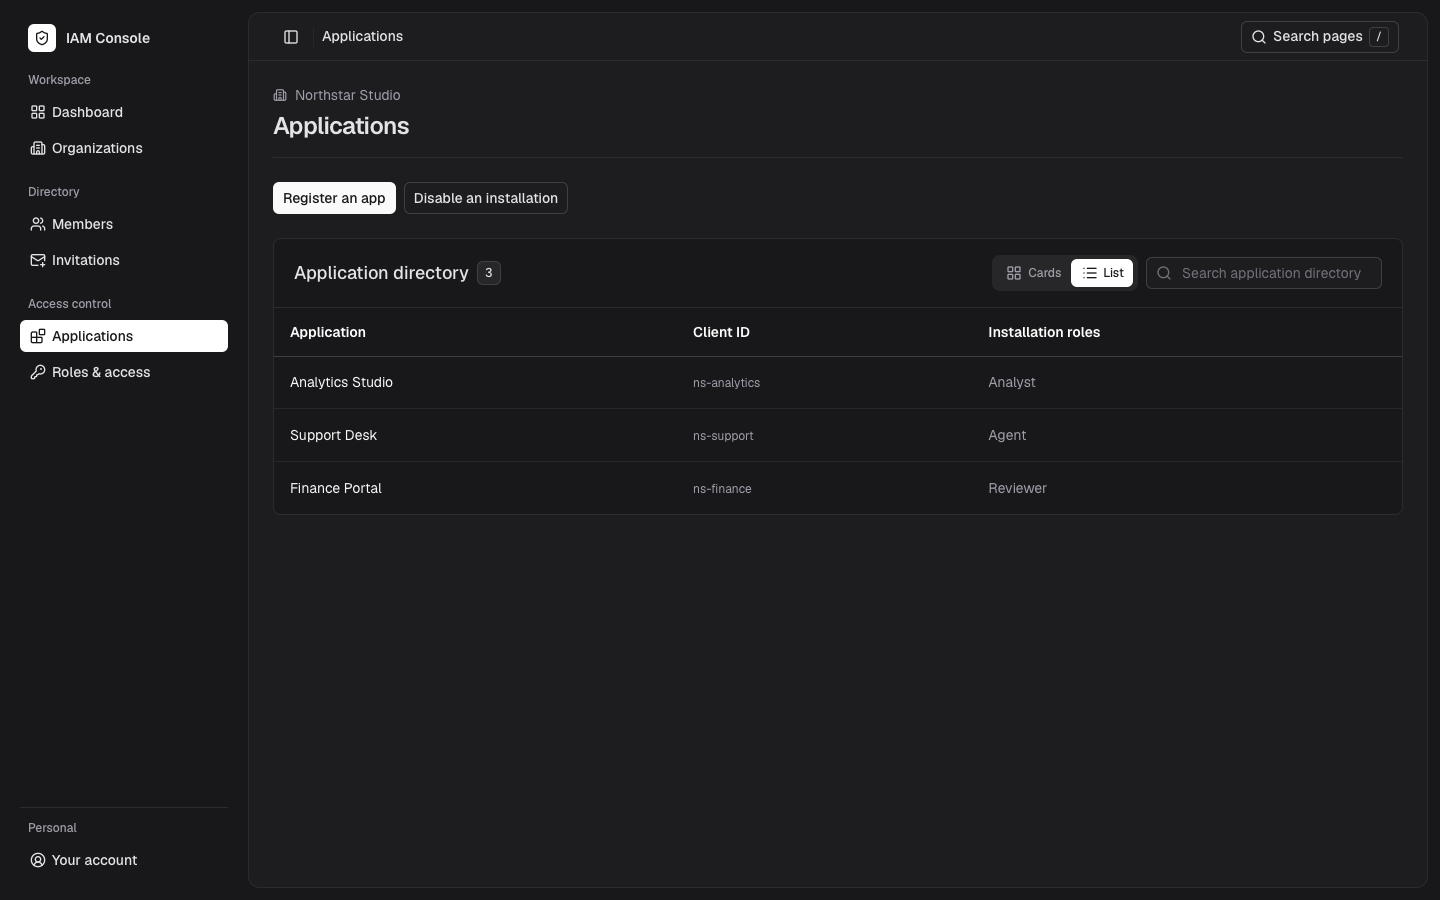 IAM Console
Workspace
Dashboard
Organizations
Directory
Members
Invitations
Access control
Applications
Roles & access
Personal
Your account
Applications
Search pages /
Northstar Studio
Applications
Register an app
Disable an installation
Application directory 3
Cards
List
Search application directory
Application Client ID Installation roles
Analytics Studio ns-analytics Analyst
Support Desk ns-support Agent
Finance Portal ns-finance Reviewer